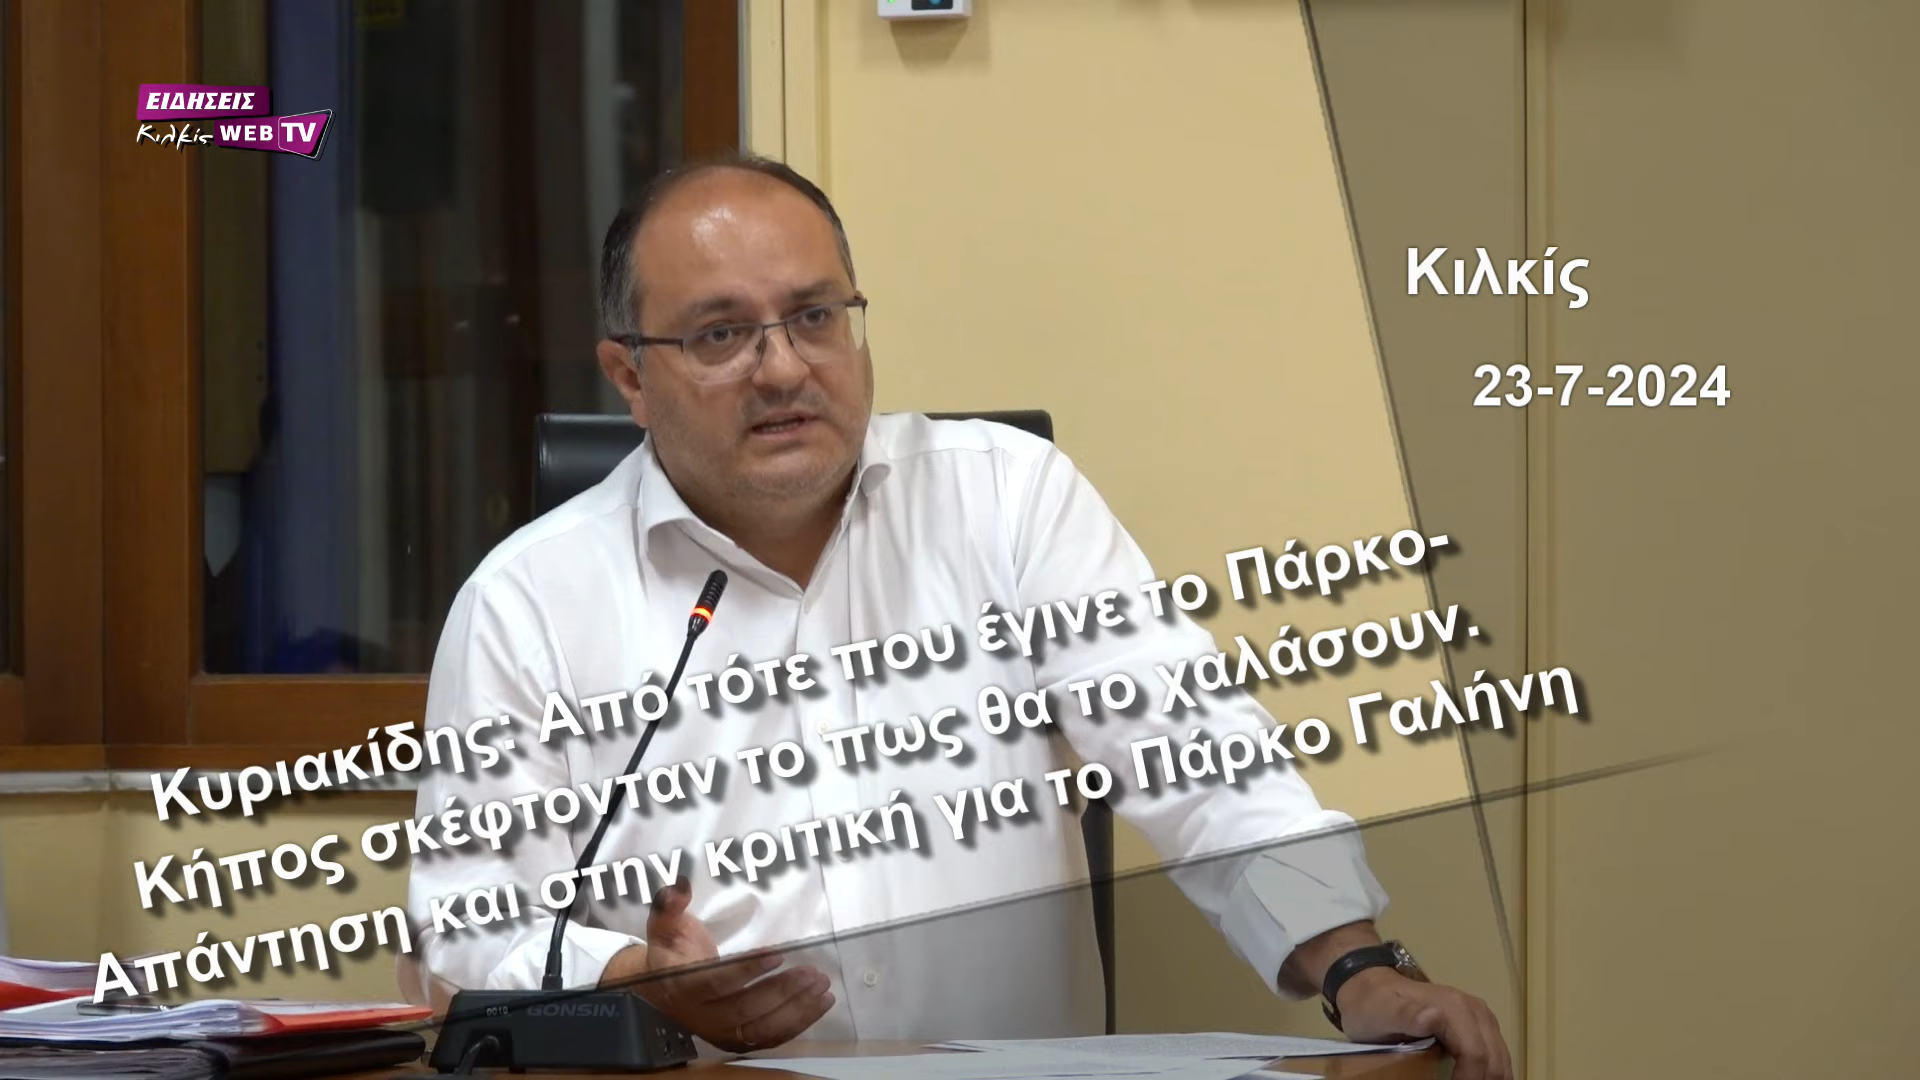 ΕΙΔΗΣΕΙΣ
Κιλκίς WEB TV
Κιλκίς
23-7-2024
Κυριακίδης: Από τότε που έγινε το Πάρκο-
Κήπος σκέφτονταν το πως θα το χαλάσουν.
Απάντηση και στην κριτική για το Πάρκο Γαλήνη
0010
GONSIN